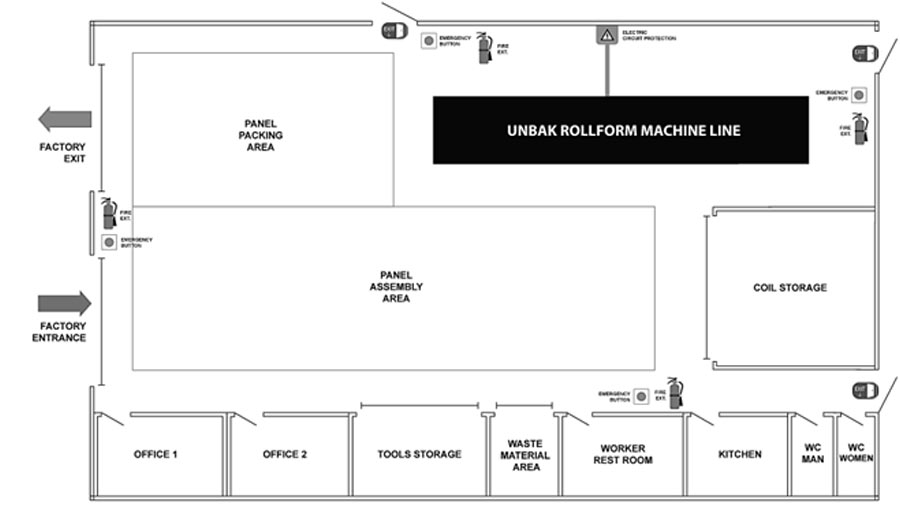 EXIT
EMERGENCY
BUTTON
FIRE
EXT.
ELECTRIC
CIRCUIT PROTECTION
EXIT
EMERGENCY
BUTTON
FIRE
EXT.
PANEL
PACKING
AREA
UNBAK ROLLFORM MACHINE LINE
FACTORY
EXIT
FIRE
EXT.
EMERGENCY
BUTTON
PANEL
ASSEMBLY
AREA
COIL STORAGE
FACTORY
ENTRANCE
EMERGENCY
BUTTON
FIRE
EXT.
EXIT
OFFICE 1
OFFICE 2
TOOLS STORAGE
WASTE
MATERIAL
AREA
WORKER
REST ROOM
KITCHEN
WC
MAN
WC
WOMEN